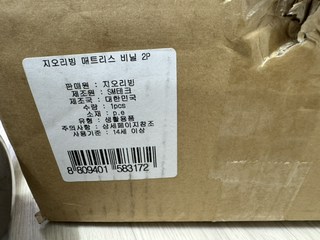 지오리빙 매트리스 비닐 2P
판매원 : 지오리빙
제조원 : SM테크
제조국 : 대한민국
수량 : 1pcs
소재 : p.e
유형 : 생활용품
주의사항 : 상세페이지참조
사용기준 : 14세 이상
8 809401 583172